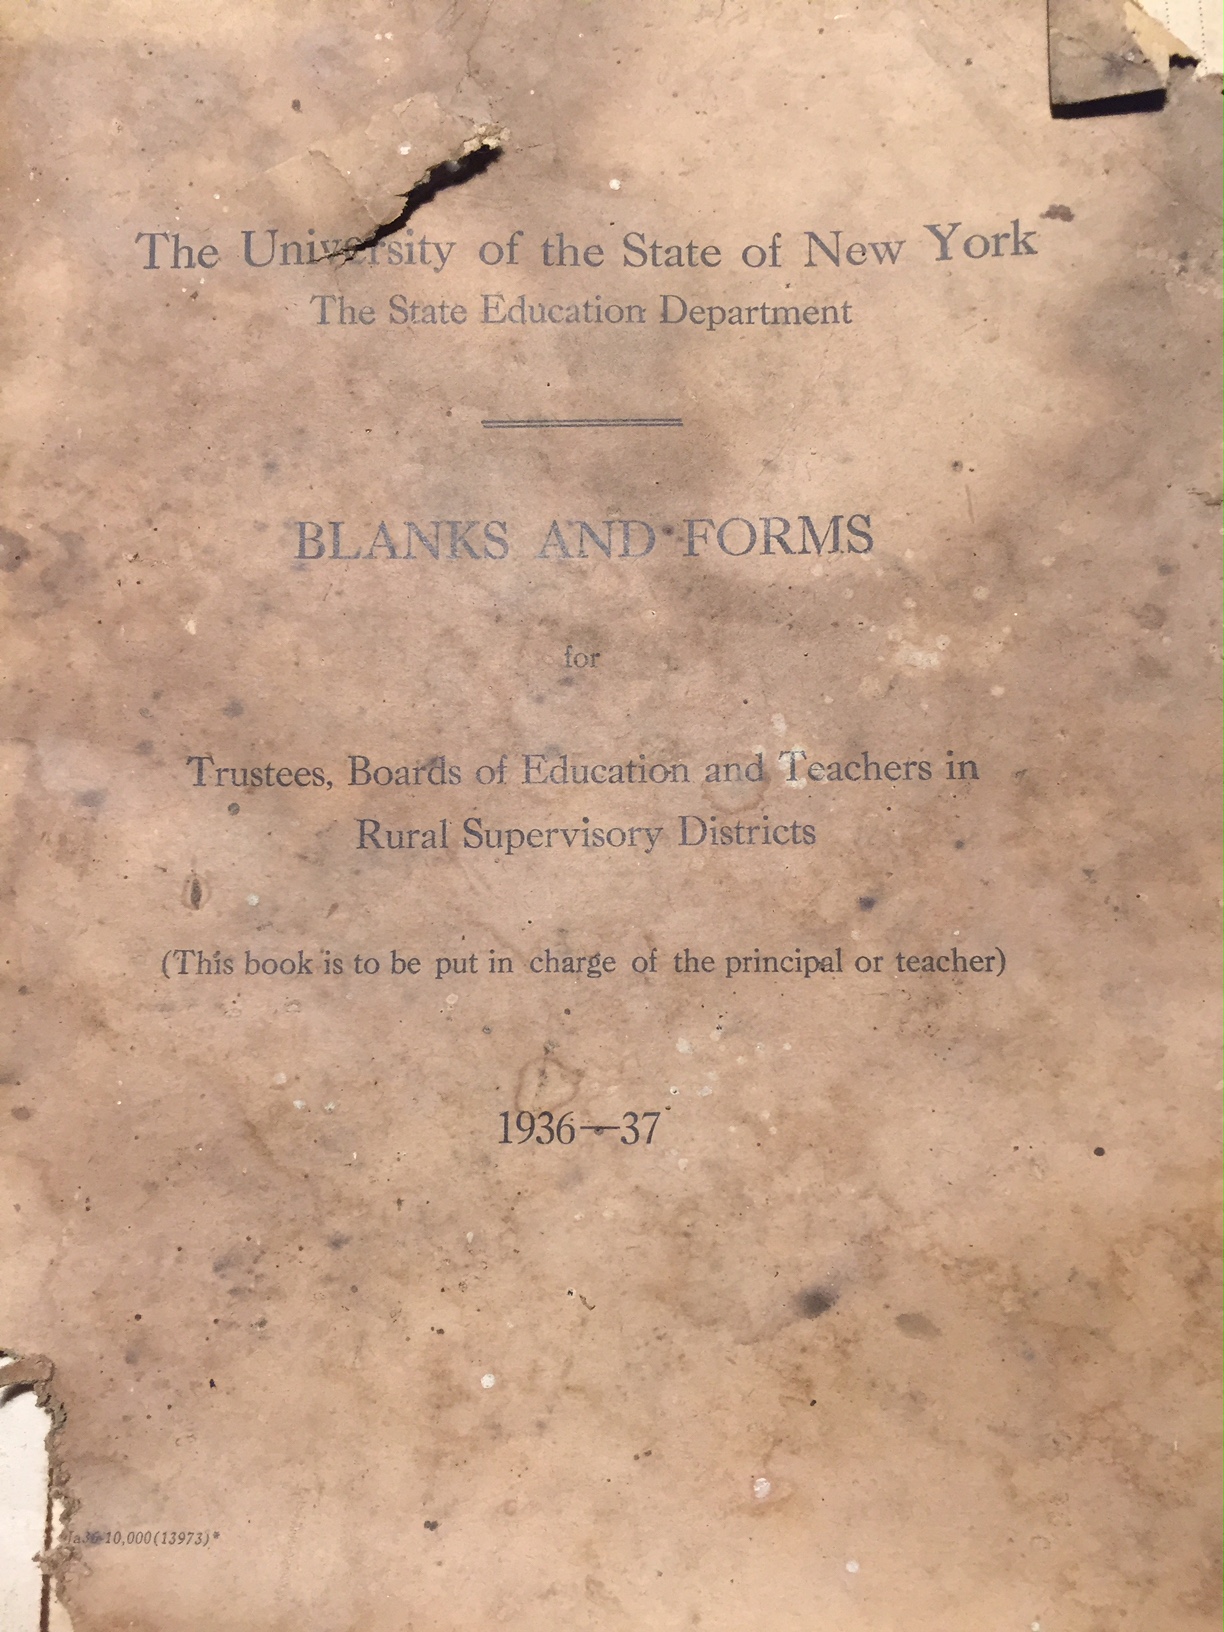 The University of the State of New York
The State Education Department
BLANKS AND FORMS
for
Trustees, Boards of Education and Teachers in
Rural Supervisory Districts
(This book is to be put in charge of the principal or teacher)
1936—37
Ja36-10,000(13973)*